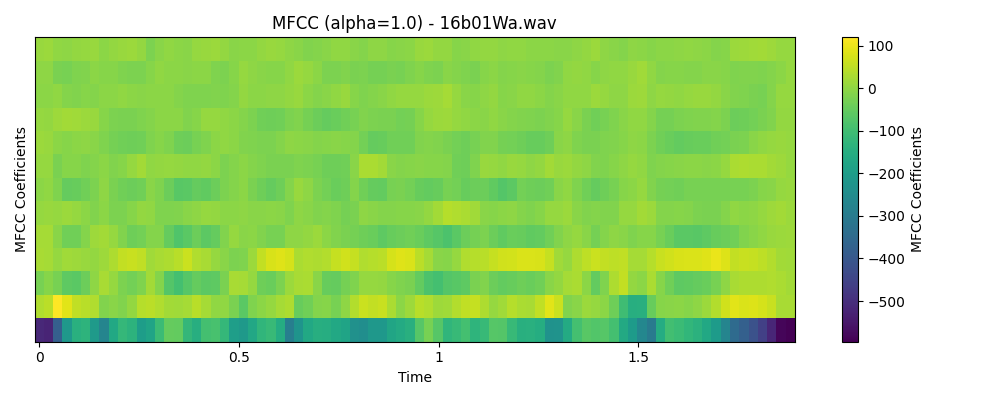 MFCC (alpha=1.0) - 16b01Wa.wav
MFCC Coefficients
0
0.5
1
1.5
Time
100
0
−100
−200
−300
−400
−500
MFCC Coefficients